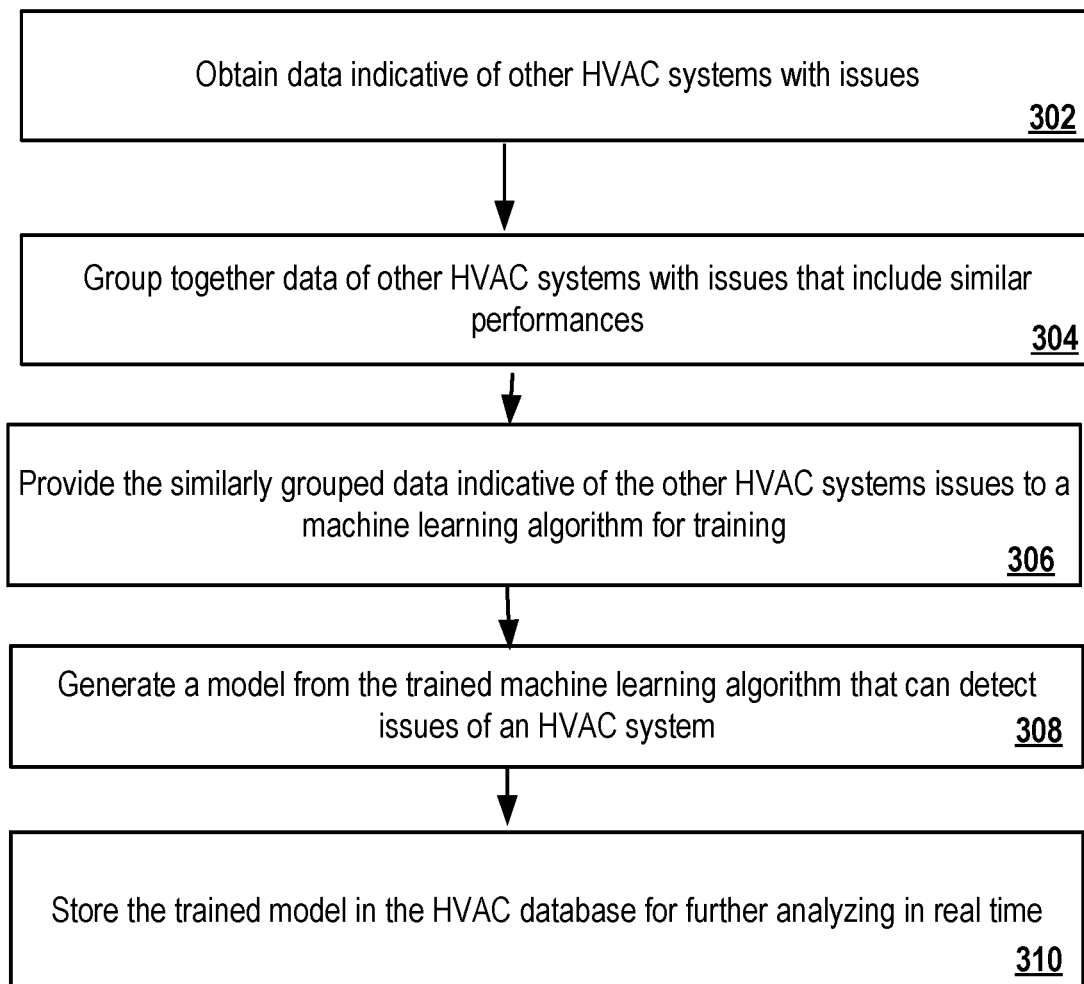 Obtain data indicative of other HVAC systems with issues
302
Group together data of other HVAC systems with issues that include similar
performances
304
Provide the similarly grouped data indicative of the other HVAC systems issues to a
machine learning algorithm for training
306
Generate a model from the trained machine learning algorithm that can detect
issues of an HVAC system
308
Store the trained model in the HVAC database for further analyzing in real time
310